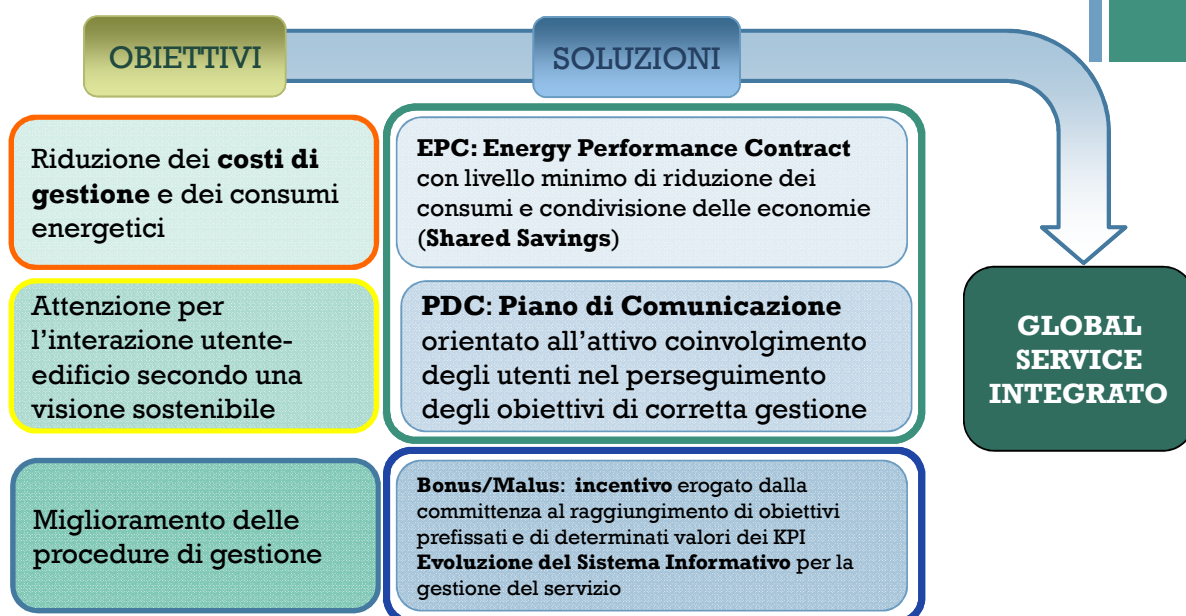 OBIETTIVI
SOLUZIONI
Riduzione dei costi di
gestione e dei consumi
energetici
EPC: Energy Performance Contract
con livello minimo di riduzione dei
consumi e condivisione delle economie
(Shared Savings)
Attenzione per
l’interazione utente-
edificio secondo una
visione sostenibile
PDC: Piano di Comunicazione
orientato all’attivo coinvolgimento
degli utenti nel perseguimento
degli obiettivi di corretta gestione
GLOBAL
SERVICE
INTEGRATO
Miglioramento delle
procedure di gestione
Bonus/Malus: incentivo erogato dalla
committenza al raggiungimento di obiettivi
prefissati e di determinati valori dei KPI
Evoluzione del Sistema Informativo per la
gestione del servizio